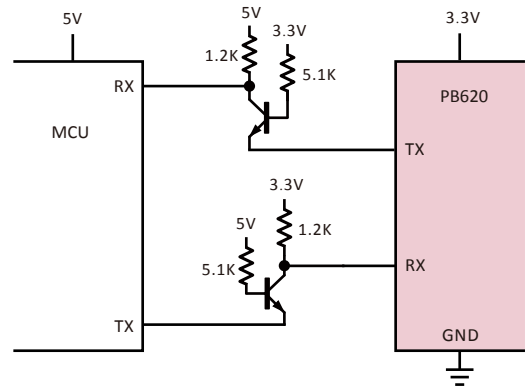 5V
5V
3.3V
3.3V
1.2K
5.1K
RX
PB620
MCU
TX
3.3V
5V
1.2K
5.1K
RX
TX
GND